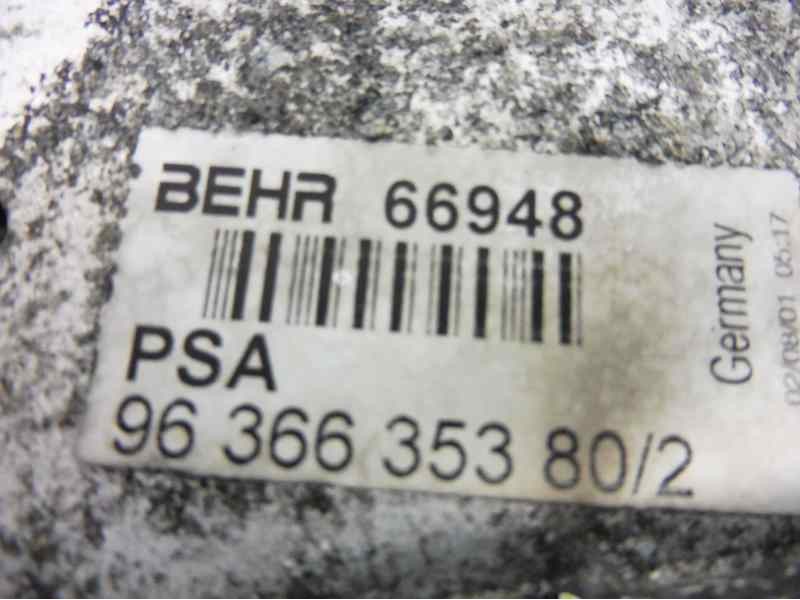 BEHR 66948
PSA
96 366 353 80/2
Germany
02/08/01 05:17